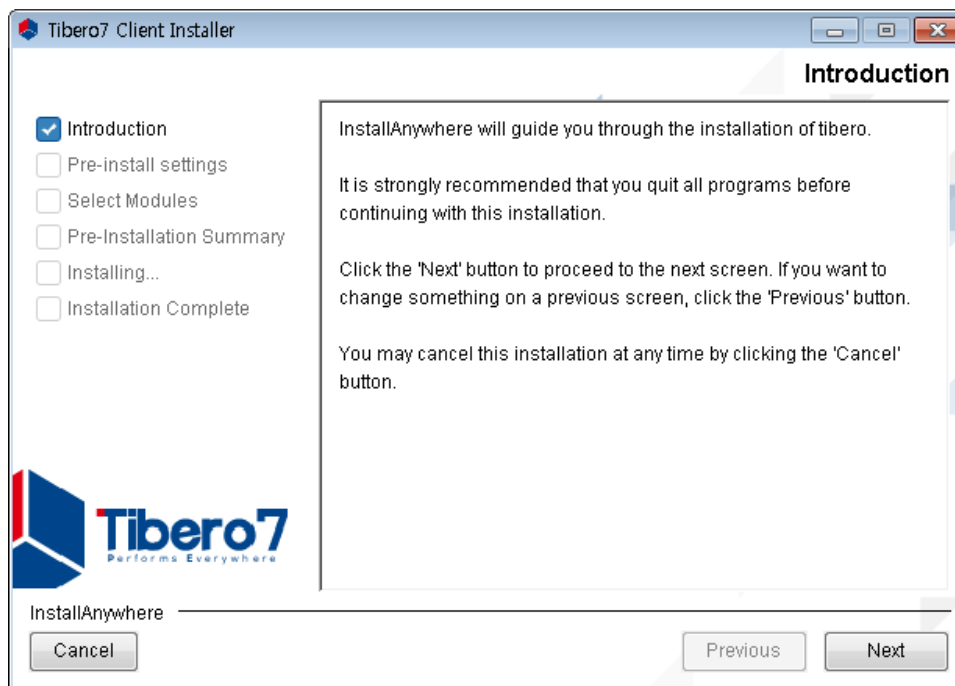 Tibero7 Client Installer
Introduction
Introduction
Pre-install settings
Select Modules
Pre-Installation Summary
Installing...
Installation Complete
InstallAnywhere will guide you through the installation of tibero.
It is strongly recommended that you quit all programs before
continuing with this installation.
Click the 'Next' button to proceed to the next screen. If you want to
change something on a previous screen, click the 'Previous' button.
You may cancel this installation at any time by clicking the 'Cancel'
button.
Tibero7
Performs Everywhere
InstallAnywhere
Cancel
Previous
Next